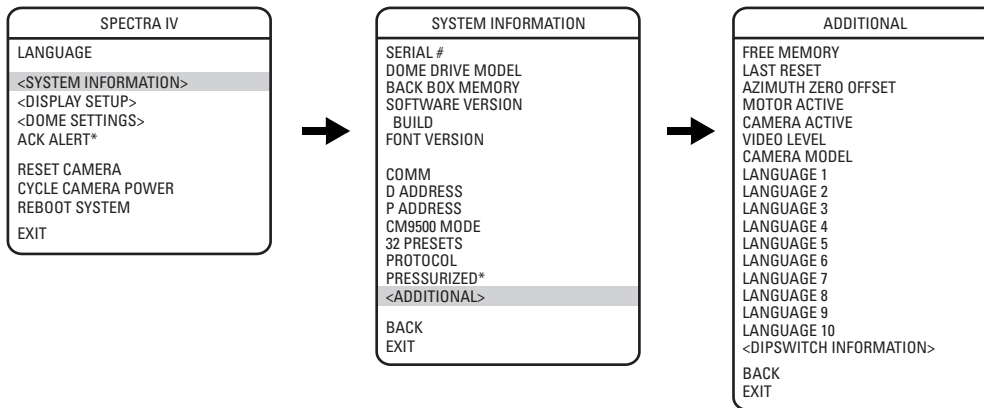 SPECTRA IV
LANGUAGE
<SYSTEM INFORMATION>
<DISPLAY SETUP>
<DOME SETTINGS>
ACK ALERT*
RESET CAMERA
CYCLE CAMERA POWER
REBOOT SYSTEM
EXIT
SYSTEM INFORMATION
SERIAL #
DOME DRIVE MODEL
BACK BOX MEMORY
SOFTWARE VERSION
BUILD
FONT VERSION
COMM
D ADDRESS
P ADDRESS
CM9500 MODE
32 PRESETS
PROTOCOL
PRESSURIZED*
<ADDITIONAL>
BACK
EXIT
ADDITIONAL
FREE MEMORY
LAST RESET
AZIMUTH ZERO OFFSET
MOTOR ACTIVE
CAMERA ACTIVE
VIDEO LEVEL
CAMERA MODEL
LANGUAGE 1
LANGUAGE 2
LANGUAGE 3
LANGUAGE 4
LANGUAGE 5
LANGUAGE 6
LANGUAGE 7
LANGUAGE 8
LANGUAGE 9
LANGUAGE 10
<DIPSWITCH INFORMATION>
BACK
EXIT